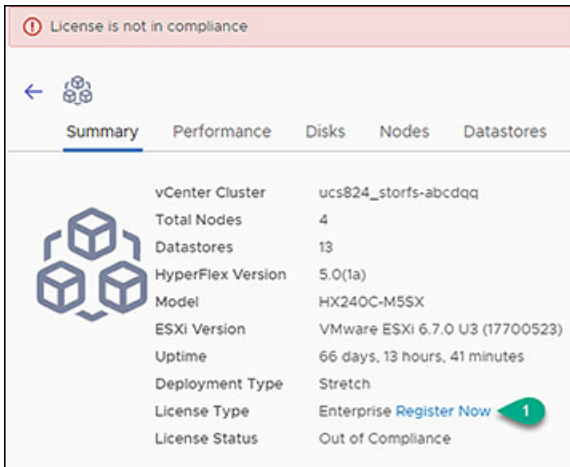 License is not in compliance
Summary Performance Disks Nodes Datastores
vCenter Cluster ucs824_storfs-abcdqq
Total Nodes 4
Datastores 13
HyperFlex Version 5.0(1a)
Model HX240C-M5SX
ESXi Version VMware ESXi 6.7.0 U3 (17700523)
Uptime 66 days, 13 hours, 41 minutes
Deployment Type Stretch
License Type Enterprise Register Now 1
License Status Out of Compliance